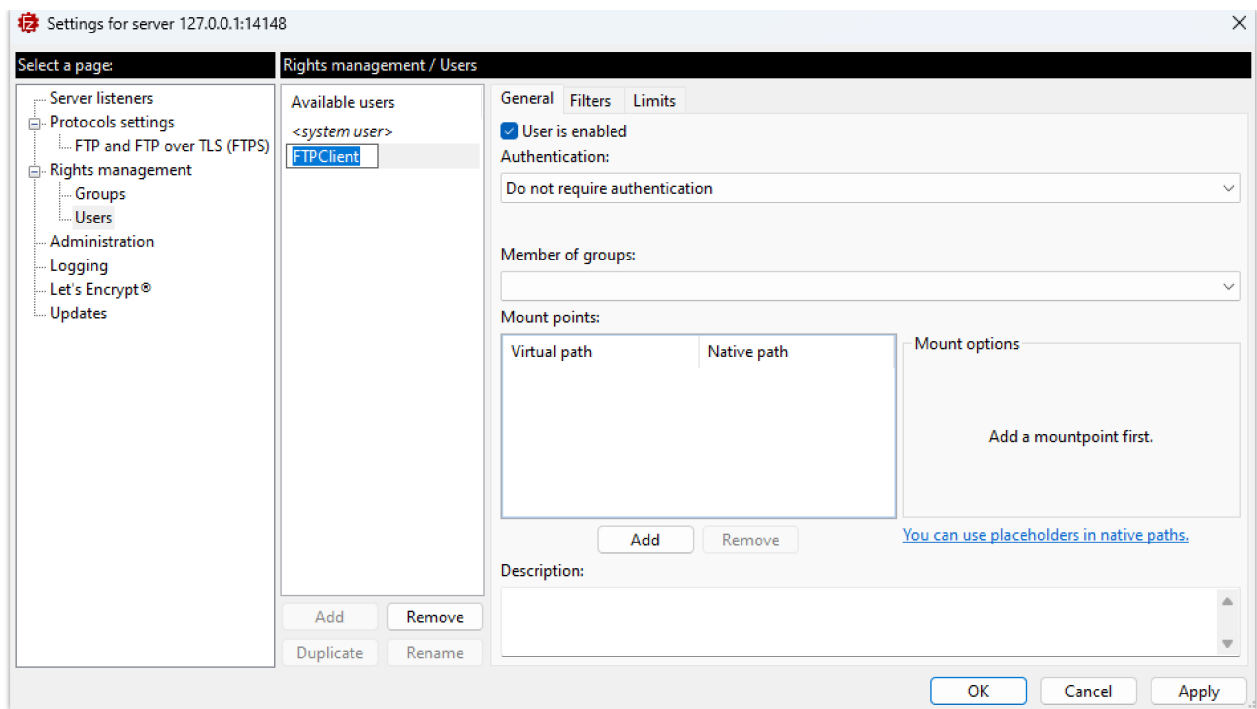 Settings for server 127.0.0.1:14148
Select a page:
Rights management / Users
Server listeners
Protocols settings
FTP and FTP over TLS (FTPS)
Rights management
Groups
Users
Administration
Logging
Let's Encrypt®
Updates
Available users
<system user>
FTPClient
Add
Remove
Duplicate
Rename
General
Filters
Limits
User is enabled
Authentication:
Do not require authentication
Member of groups:
Mount points:
Virtual path
Native path
Mount options
Add a mountpoint first.
Add
Remove
You can use placeholders in native paths.
Description:
OK
Cancel
Apply